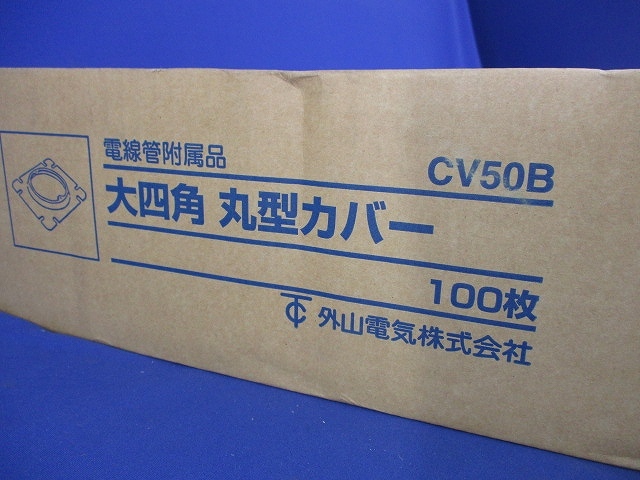 電線管附属品
CV50B
大四角 丸型カバー
100枚
外山電気株式会社